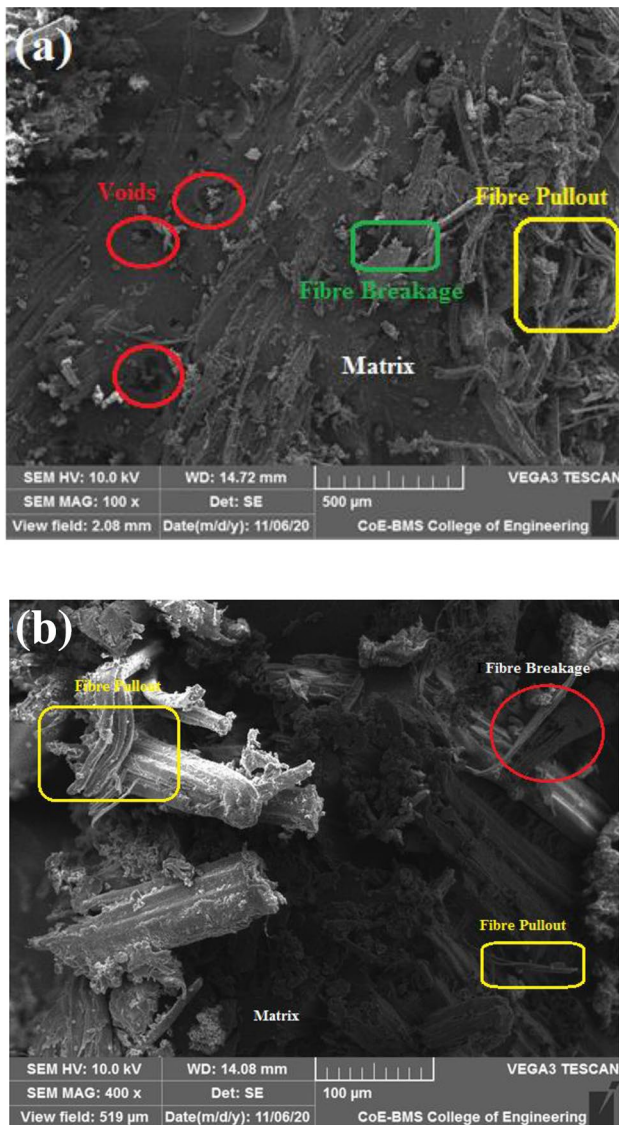 (a)
Voids
Fibre Pullout
Fibre Breakage
Matrix
SEM HV: 10.0 kV WD: 14.72 mm VEGA3 TESCAN
SEM MAG: 100 x Det: SE 500 µm
View field: 2.08 mm Date(m/d/y): 11/06/20 CoE-BMS College of Engineering
(b)
Fibre Breakage
Fibre Pullout
Fibre Pullout
Matrix
SEM HV: 10.0 kV WD: 14.08 mm VEGA3 TESCAN
SEM MAG: 400 x Det: SE 100 µm
View field: 519 µm Date(m/d/y): 11/06/20 CoE-BMS College of Engineering